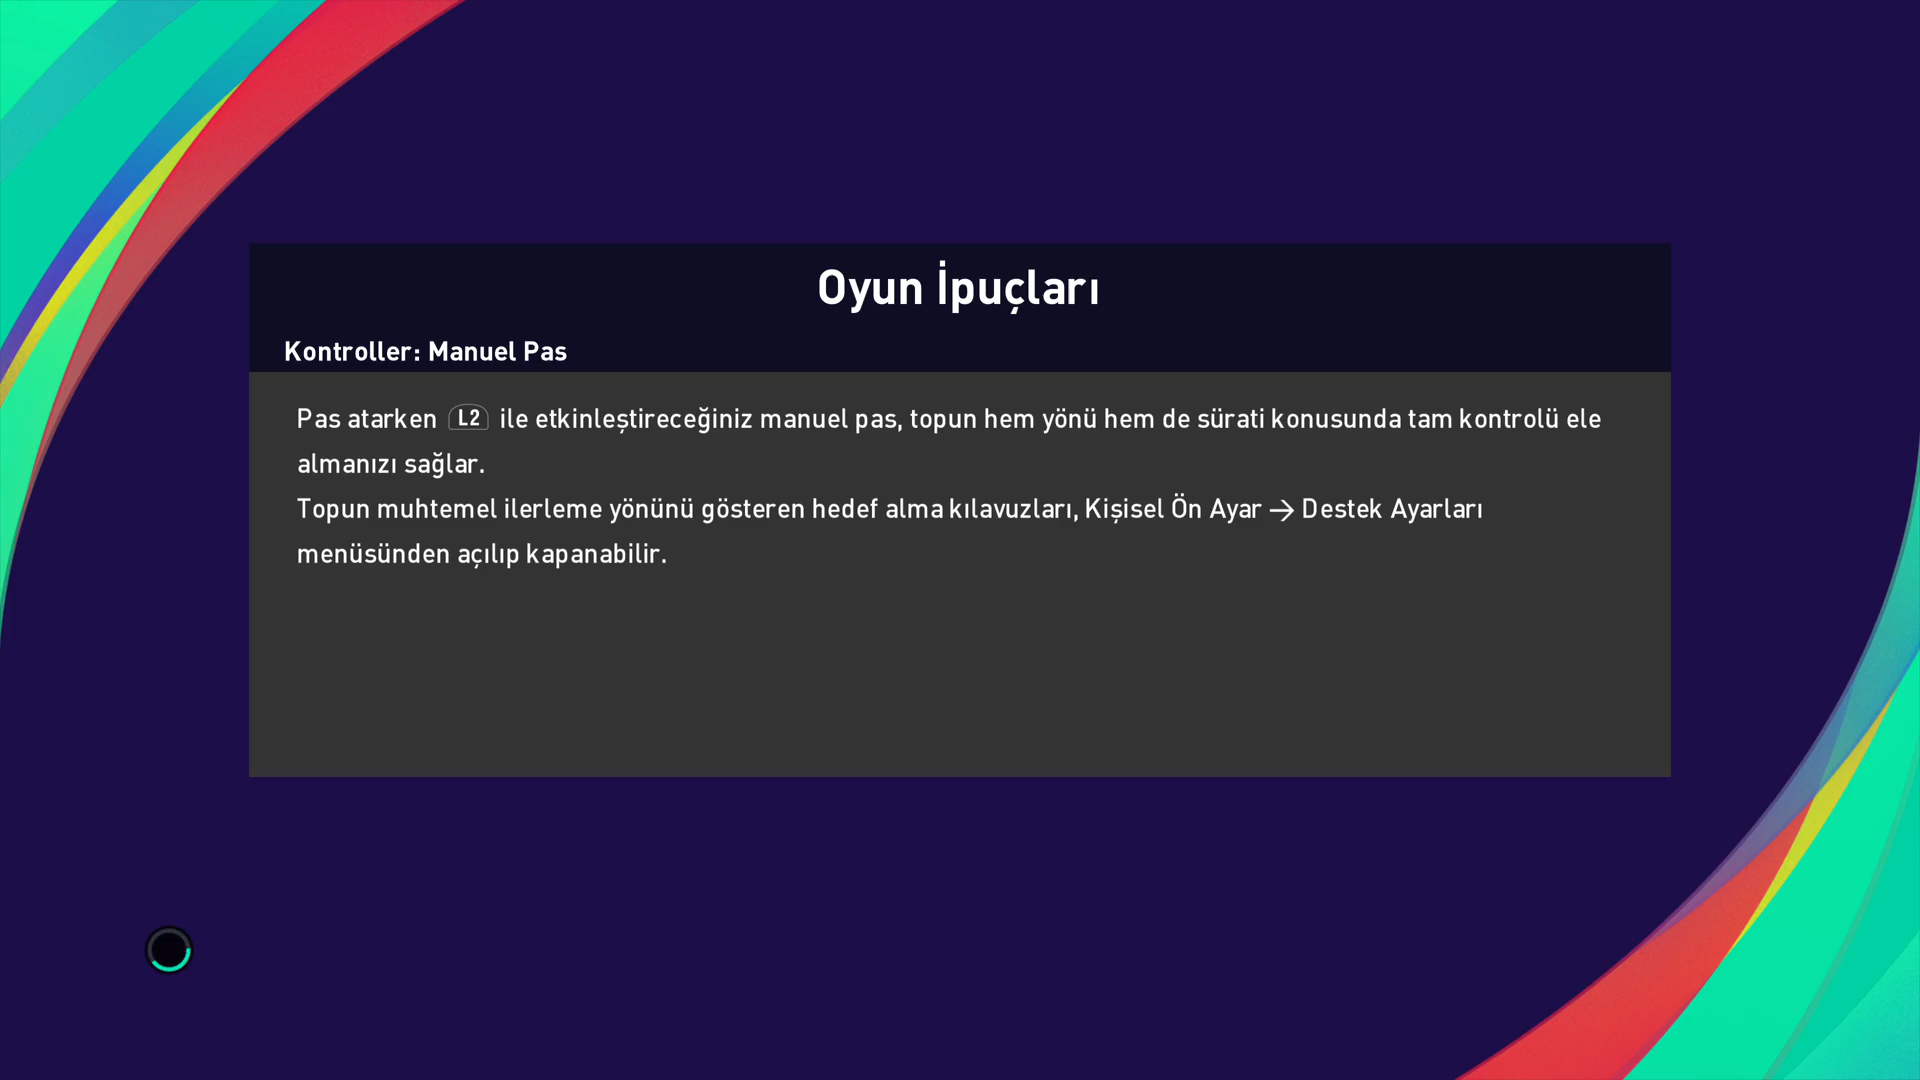 Oyun İpuçları
Kontroller: Manuel Pas
Pas atarken L2 ile etkinleştireceğiniz manuel pas, topun hem yönü hem de sürati konusunda tam kontrolü ele
almanızı sağlar.
Topun muhtemel ilerleme yönünü gösteren hedef alma kılavuzları, Kişisel Ön Ayar → Destek Ayarları
menüsünden açılıp kapanabilir.